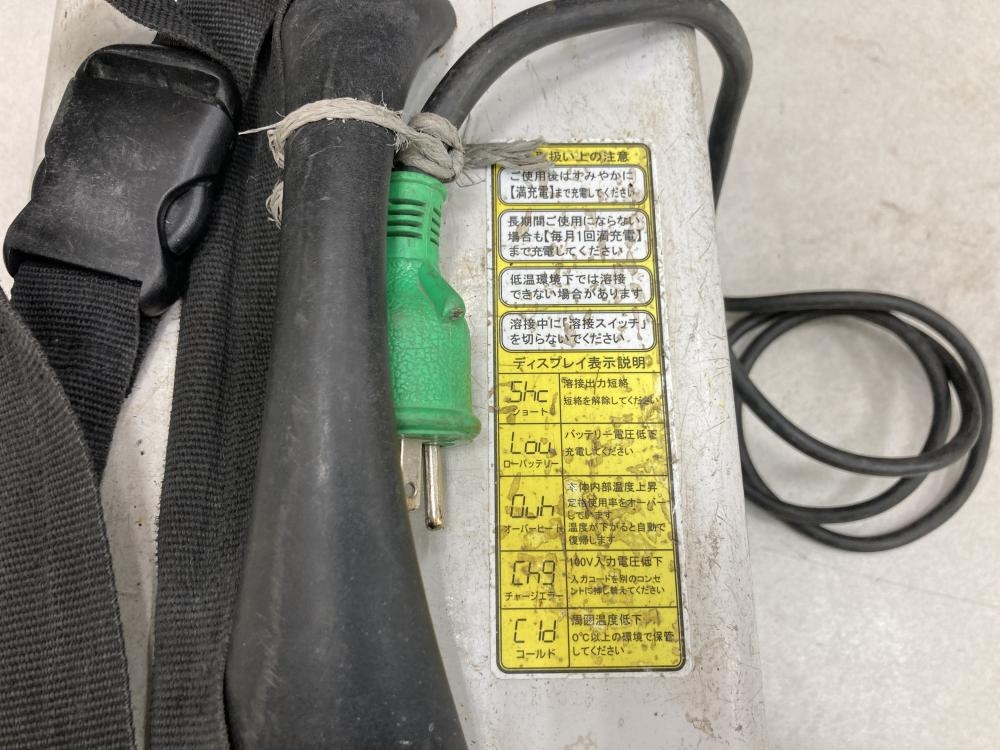 扱い上の注意
ご使用後はすみやかに
【満充電】まで充電してください
長期間ご使用にならない
場合も【毎月1回満充電】
まで充電してください
低温環境下では溶接
できない場合があります
溶接中に「溶接スイッチ」
を切らないでください
ディスプレイ表示説明
Shc
ショート
溶接出力短絡
短絡を解除してください
Lou
ローバッテリー
バッテリー電圧低下
充電してください
Ouh
オーバーヒート
本体内部温度上昇
定格使用率をオーバー
しています
温度が下がると自動で
復帰します
Chg
チャージエラー
100V入力電圧低下
入力コードを別のコンセ
ントに挿し替えてください
Cld
コールド
周囲温度低下
0℃以上の環境で保管
してください